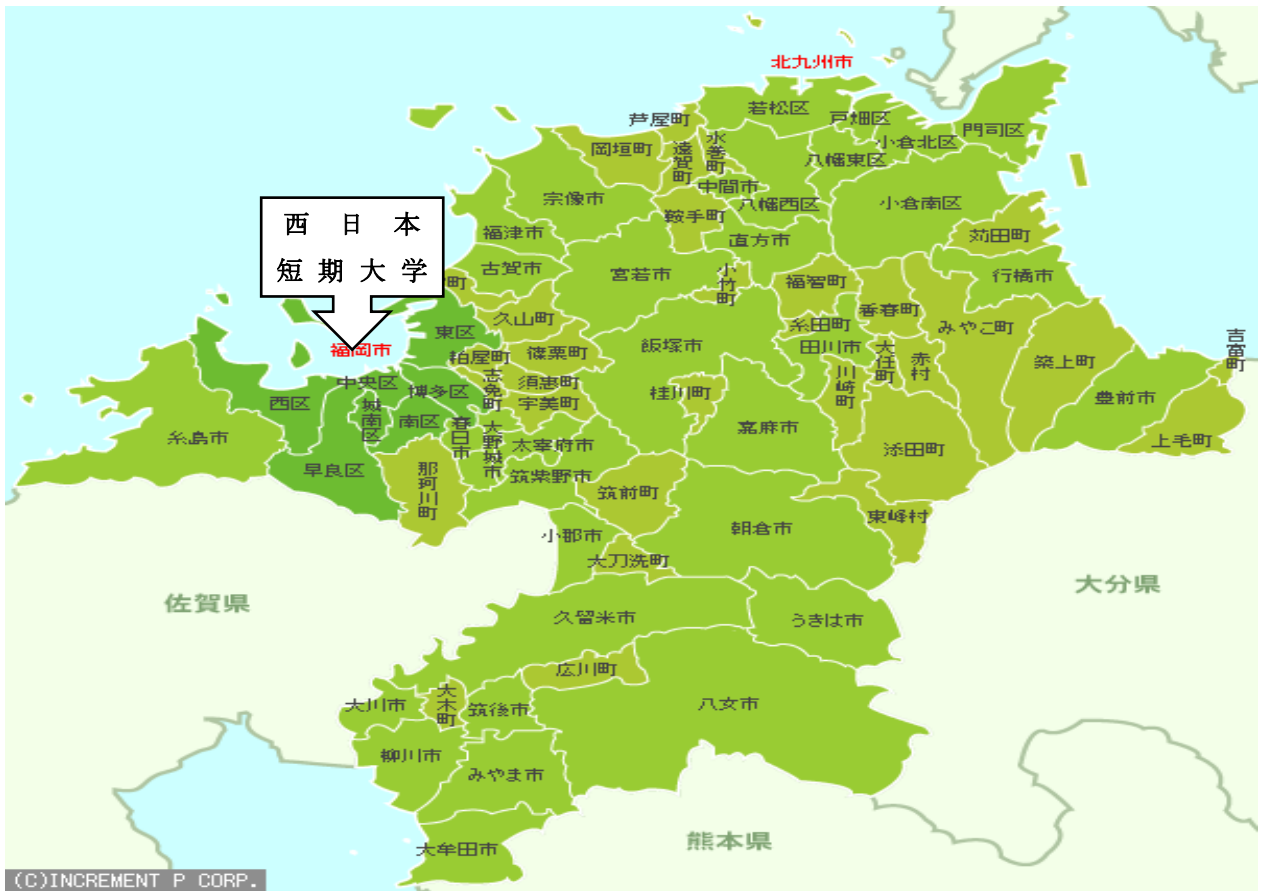 北九州市
若松区
戸畑区
芦屋町
門司区
水巻町
小倉北区
岡垣町
遠賀町
八幡東区
中間市
宗像市
八幡西区
小倉南区
西日本
短期大学
鞍手町
福津市
直方市
苅田町
古賀市
宮若市
小竹町
福智町
行橋市
町
香春町
久山町
糸田町
みやこ町
東区
吉富町
福岡市
粕屋町
篠栗町
飯塚市
田川市
大任町
赤村
築上町
中央区
博多区
志免町
須恵町
桂川町
川崎町
豊前市
西区
城南区
南区
春日市
宇美町
嘉麻市
糸島市
大野城市
太宰府市
添田町
上毛町
早良区
那珂川町
筑紫野市
筑前町
東峰村
朝倉市
小郡市
大刀洗町
佐賀県
大分県
久留米市
うきは市
広川町
大川市
大木町
筑後市
八女市
柳川市
みやま市
熊本県
大牟田市
(C)INCREMENT P CORP.